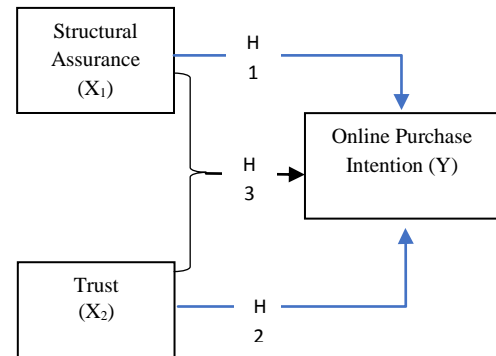 Structural
Assurance
(X₁)
H
1
Online Purchase
Intention (Y)
H
3
Trust
(X₂)
H
2